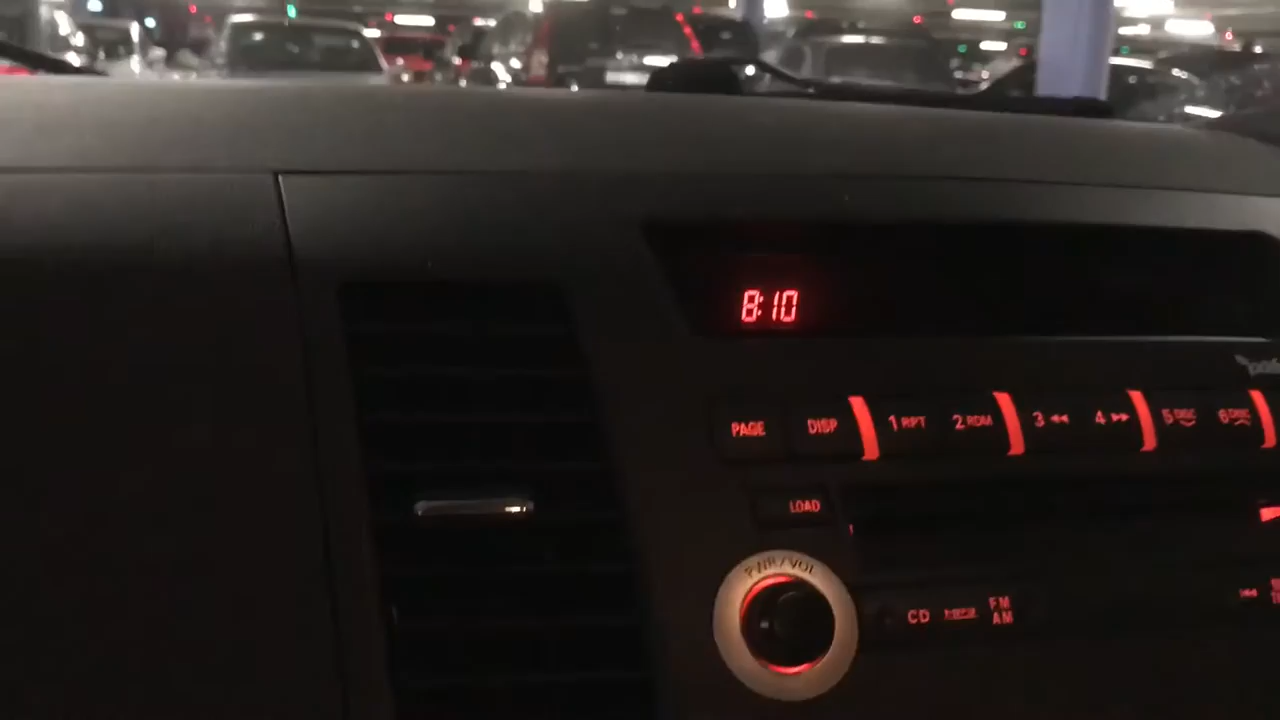 8:10
PAGE DISP 1 RPT 2 RDM 3 4 5 DISC 6 DISC
LOAD
PWR/VOL
CD FM
AM